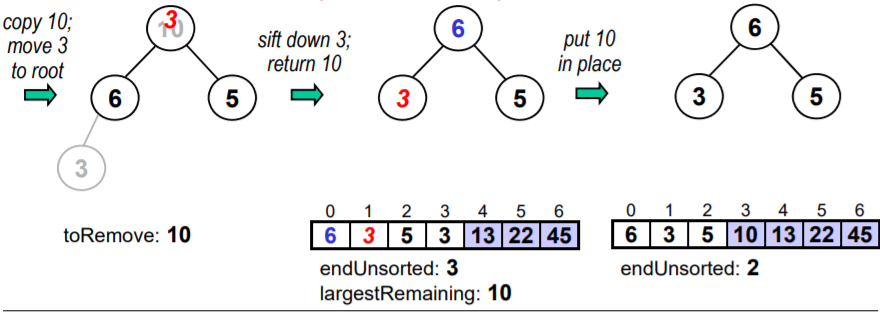 copy 10;
move 3
to root
10
3
6
5
3
toRemove: 10
sift down 3;
return 10
6
3
5
0 1 2 3 4 5 6
6 3 5 3 13 22 45
endUnsorted: 3
largestRemaining: 10
put 10
in place
6
3
5
0 1 2 3 4 5 6
6 3 5 10 13 22 45
endUnsorted: 2